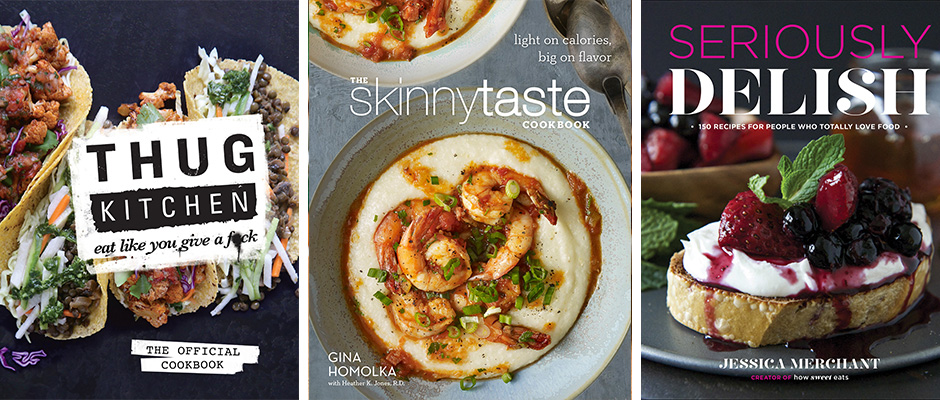 THUG
KITCHEN
eat like you give a f*ck
THE OFFICIAL
COOKBOOK
light on calories,
big on flavor
THE
skinnytaste
COOKBOOK
GINA
HOMOLKA
with Heather K. Jones, R.D.
SERIOUSLY
DELISH
• 150 RECIPES FOR PEOPLE WHO TOTALLY LOVE FOOD •
JESSICA MERCHANT
CREATOR OF how sweet eats